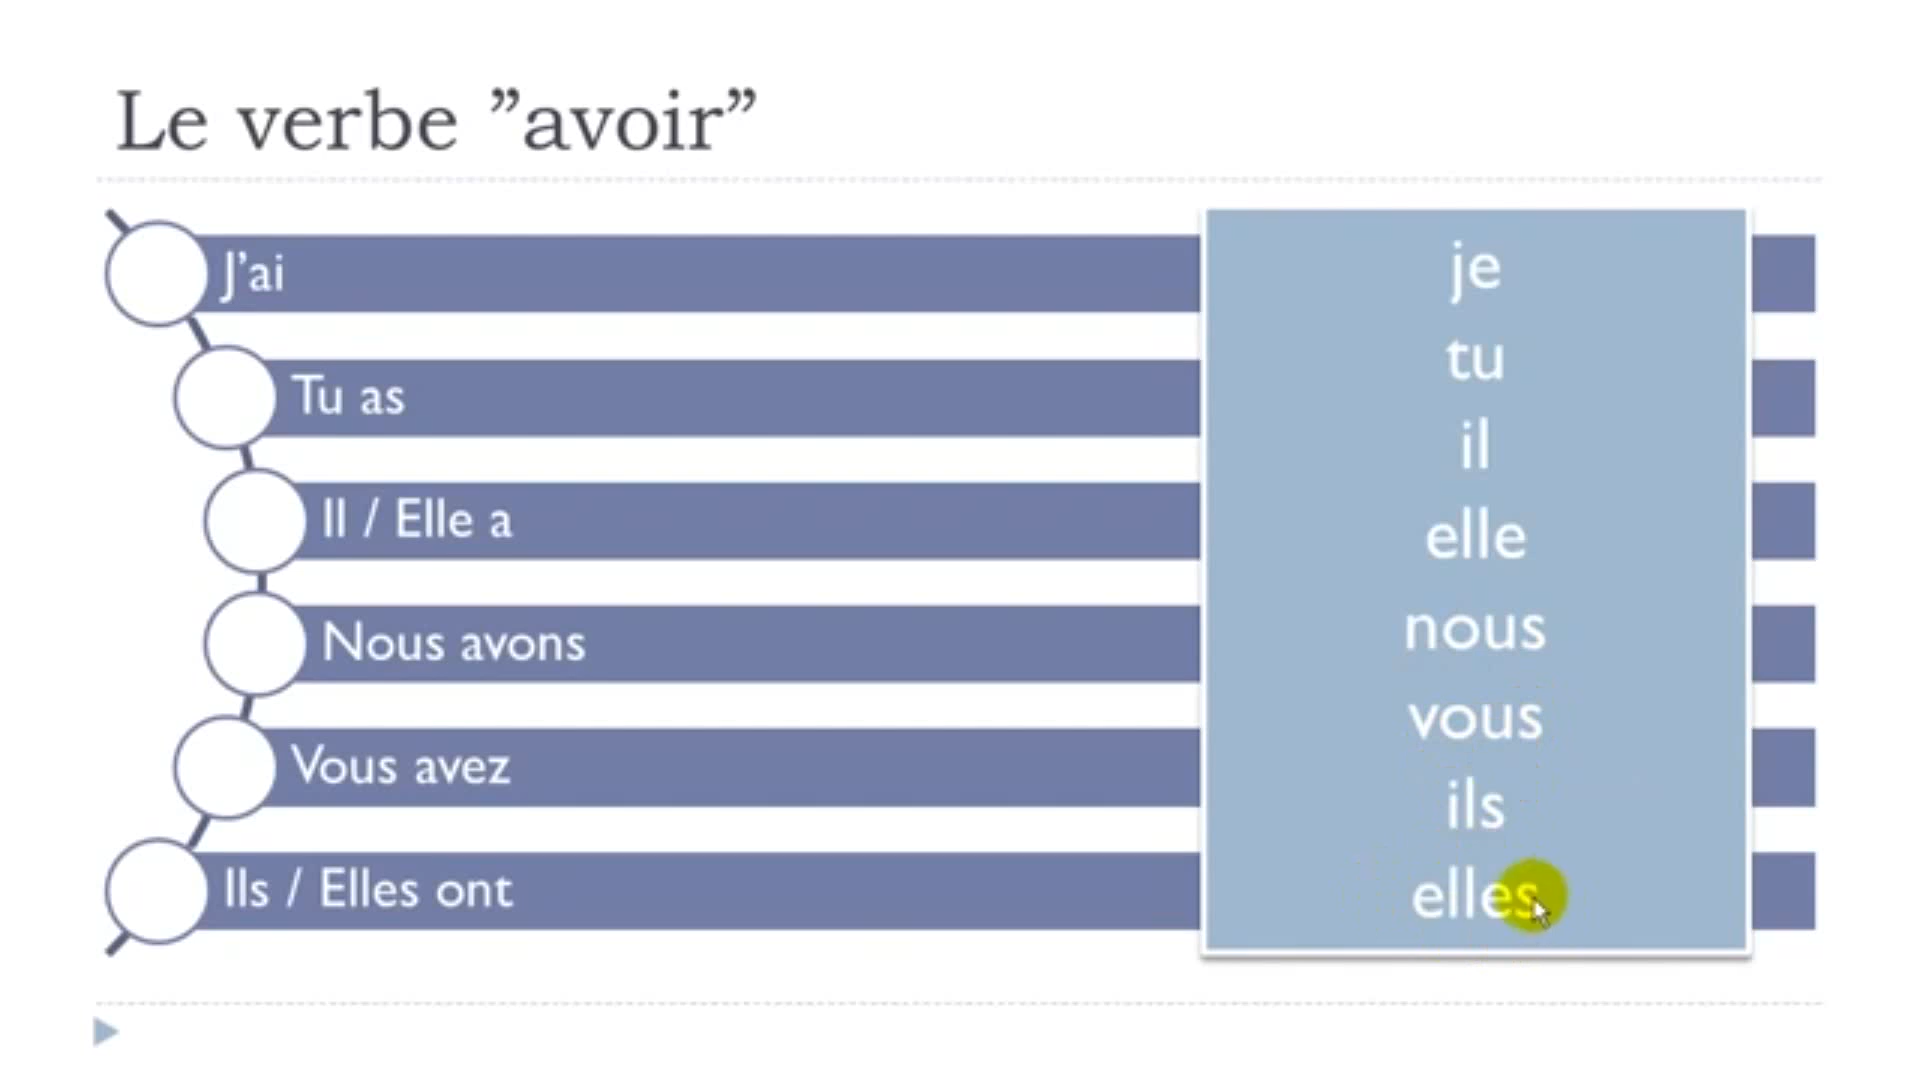 Le verbe ”avoir”
J’ai
Tu as
Il / Elle a
Nous avons
Vous avez
Ils / Elles ont
je
tu
il
elle
nous
vous
ils
elles